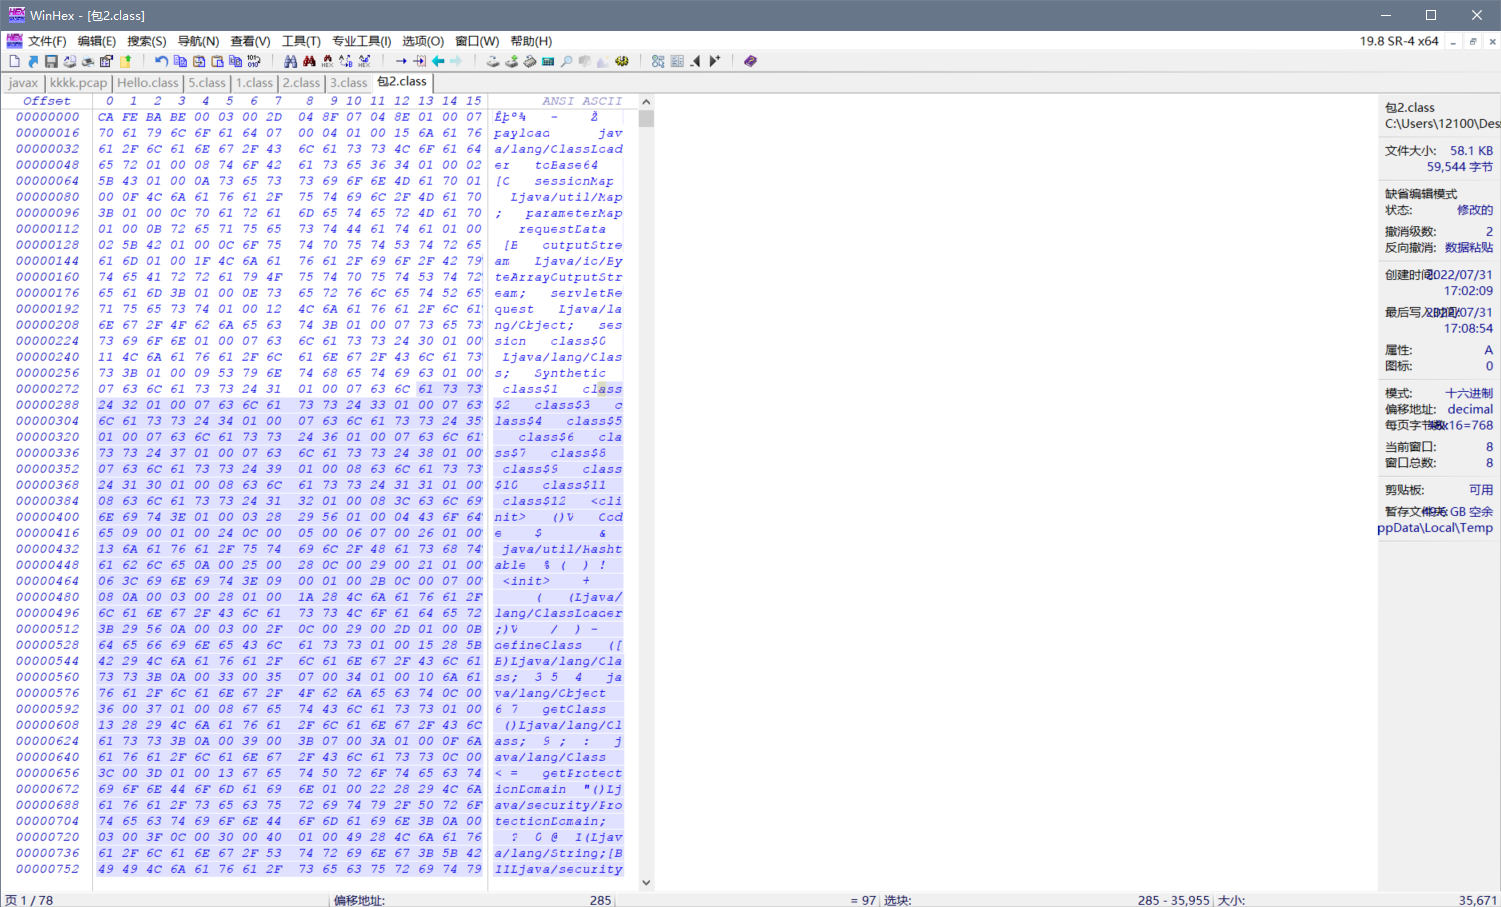 WinHex - [包2.class]
文件(F) 编辑(E) 搜索(S) 导航(N) 查看(V) 工具(T) 专业工具(I) 选项(O) 窗口(W) 帮助(H) 19.8 SR-4 x64
javax kkkk.pcap Hello.class 5.class 1.class 2.class 3.class 包2.class
Offset 0 1 2 3 4 5 6 7 8 9 10 11 12 13 14 15 ANSI ASCII
00000000 CA FE BA BE 00 03 00 2D 04 8F 07 04 8E 01 00 07 Êþº¾ - Ž
00000016 70 61 79 6C 6F 61 64 07 00 04 01 00 15 6A 61 76 payload jav
00000032 61 2F 6C 61 6E 67 2F 43 6C 61 73 73 4C 6F 61 64 a/lang/ClassLoad
00000048 65 72 01 00 08 74 6F 42 61 73 65 36 34 01 00 02 er toBase64
00000064 5B 43 01 00 0A 73 65 73 73 69 6F 6E 4D 61 70 01 [C sessionMap
00000080 00 0F 4C 6A 61 76 61 2F 75 74 69 6C 2F 4D 61 70 Ljava/util/Map
00000096 3B 01 00 0C 70 61 72 61 6D 65 74 65 72 4D 61 70 ; parameterMap
00000112 01 00 0B 72 65 71 75 65 73 74 44 61 74 61 01 00 requestData
00000128 02 5B 42 01 00 0C 6F 75 74 70 75 74 53 74 72 65 [B outputStre
00000144 61 6D 01 00 1F 4C 6A 61 76 61 2F 69 6F 2F 42 79 am Ljava/io/By
00000160 74 65 41 72 72 61 79 4F 75 74 70 75 74 53 74 72 teArrayOutputStr
00000176 65 61 6D 3B 01 00 0E 73 65 72 76 6C 65 74 52 65 eam; servletRe
00000192 71 75 65 73 74 01 00 12 4C 6A 61 76 61 2F 6C 61 quest Ljava/la
00000208 6E 67 2F 4F 62 6A 65 63 74 3B 01 00 07 73 65 73 ng/Object; ses
00000224 73 69 6F 6E 01 00 07 63 6C 61 73 73 24 30 01 00 sion class$0
00000240 11 4C 6A 61 76 61 2F 6C 61 6E 67 2F 43 6C 61 73 Ljava/lang/Clas
00000256 73 3B 01 00 09 53 79 6E 74 68 65 74 69 63 01 00 s; Synthetic
00000272 07 63 6C 61 73 73 24 31 01 00 07 63 6C 61 73 73 class$1 class
00000288 24 32 01 00 07 63 6C 61 73 73 24 33 01 00 07 63 $2 class$3 c
00000304 6C 61 73 73 24 34 01 00 07 63 6C 61 73 73 24 35 lass$4 class$5
00000320 01 00 07 63 6C 61 73 73 24 36 01 00 07 63 6C 61 class$6 cla
00000336 73 73 24 37 01 00 07 63 6C 61 73 73 24 38 01 00 ss$7 class$8
00000352 07 63 6C 61 73 73 24 39 01 00 08 63 6C 61 73 73 class$9 class
00000368 24 31 30 01 00 08 63 6C 61 73 73 24 31 31 01 00 $10 class$11
00000384 08 63 6C 61 73 73 24 31 32 01 00 08 3C 63 6C 69 class$12 <cli
00000400 6E 69 74 3E 01 00 03 28 29 56 01 00 04 43 6F 64 nit> ()V Cod
00000416 65 09 00 01 00 24 0C 00 05 00 06 07 00 26 01 00 e $ &
00000432 13 6A 61 76 61 2F 75 74 69 6C 2F 48 61 73 68 74 java/util/Hasht
00000448 61 62 6C 65 0A 00 25 00 28 0C 00 29 00 21 01 00 able % ( ) !
00000464 06 3C 69 6E 69 74 3E 09 00 01 00 2B 0C 00 07 00 <init> +
00000480 08 0A 00 03 00 28 01 00 1A 28 4C 6A 61 76 61 2F ( (Ljava/
00000496 6C 61 6E 67 2F 43 6C 61 73 73 4C 6F 61 64 65 72 lang/ClassLoader
00000512 3B 29 56 0A 00 03 00 2F 0C 00 29 00 2D 01 00 0B ;)V / ) -
00000528 64 65 66 69 6E 65 43 6C 61 73 73 01 00 15 28 5B defineClass ([
00000544 42 29 4C 6A 61 76 61 2F 6C 61 6E 67 2F 43 6C 61 B)Ljava/lang/Cla
00000560 73 73 3B 0A 00 33 00 35 07 00 34 01 00 10 6A 61 ss; 3 5 4 ja
00000576 76 61 2F 6C 61 6E 67 2F 4F 62 6A 65 63 74 0C 00 va/lang/Object
00000592 36 00 37 01 00 08 67 65 74 43 6C 61 73 73 01 00 6 7 getClass
00000608 13 28 29 4C 6A 61 76 61 2F 6C 61 6E 67 2F 43 6C ()Ljava/lang/Cl
00000624 61 73 73 3B 0A 00 39 00 3B 07 00 3A 01 00 0F 6A ass; 9 ; : j
00000640 61 76 61 2F 6C 61 6E 67 2F 43 6C 61 73 73 0C 00 ava/lang/Class
00000656 3C 00 3D 01 00 13 67 65 74 50 72 6F 74 65 63 74 < = getProtect
00000672 69 6F 6E 44 6F 6D 61 69 6E 01 00 22 28 29 4C 6A ionDomain "()Lj
00000688 61 76 61 2F 73 65 63 75 72 69 74 79 2F 50 72 6F ava/security/Pro
00000704 74 65 63 74 69 6F 6E 44 6F 6D 61 69 6E 3B 0A 00 tectionDomain;
00000720 03 00 3F 0C 00 30 00 40 01 00 49 28 4C 6A 61 76 ? 0 @ I(Ljav
00000736 61 2F 6C 61 6E 67 2F 53 74 72 69 6E 67 3B 5B 42 a/lang/String;[B
00000752 49 49 4C 6A 61 76 61 2F 73 65 63 75 72 69 74 79 IILjava/security
包2.class
C:\Users\12100\Des
文件大小: 58.1 KB
59,544 字节
缺省编辑模式
状态: 修改的
撤消级数: 2
反向撤消: 数据粘贴
创建时间: 2022/07/31
17:02:09
最后写入时间: 2022/07/31
17:08:54
属性: A
图标: 0
模式: 十六进制
偏移地址: decimal
每页字节数: 48x16=768
当前窗口: 8
窗口总数: 8
剪贴板: 可用
暂存文件夹: GB 空余
ppData\Local\Temp
页 1 / 78 偏移地址: 285 = 97 选块: 285 - 35,955 大小: 35,671